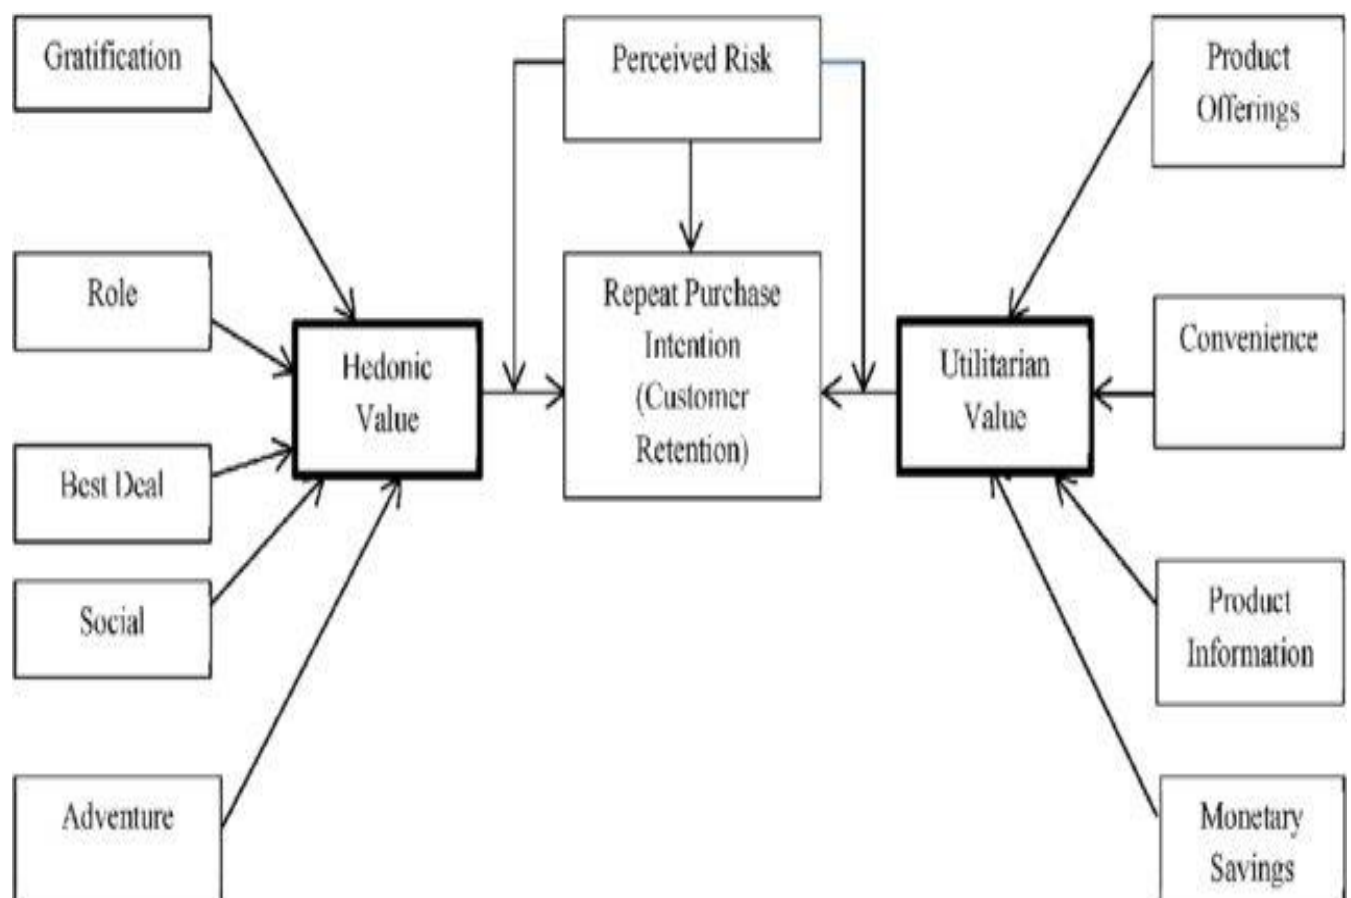 Gratification
Perceived Risk
Product
Offerings
Role
Repeat Purchase
Intention
(Customer
Retention)
Convenience
Hedonic
Value
Utilitarian
Value
Best Deal
Social
Product
Information
Adventure
Monetary
Savings